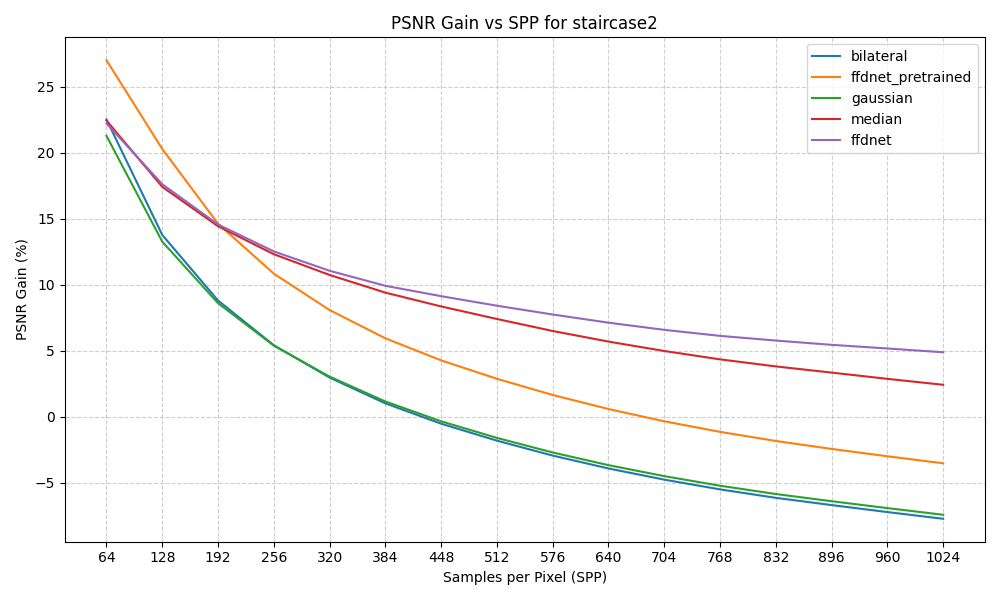 PSNR Gain vs SPP for staircase2
bilateral
ffdnet_pretrained
gaussian
median
ffdnet
PSNR Gain (%)
25
20
15
10
5
0
−5
64 128 192 256 320 384 448 512 576 640 704 768 832 896 960 1024
Samples per Pixel (SPP)